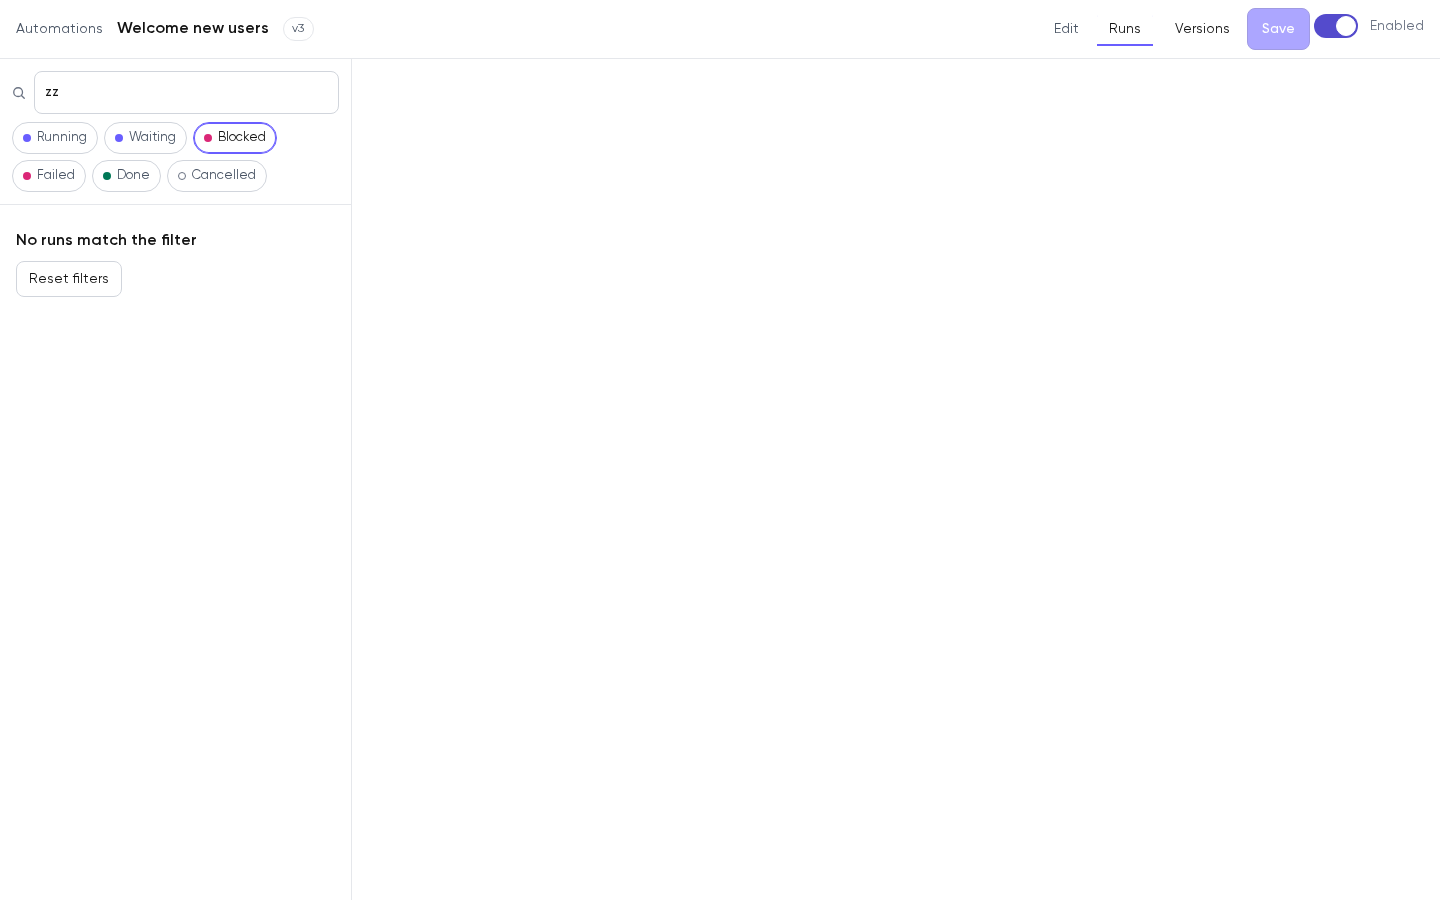 Automations Welcome new users v3 Edit Runs Versions Save Enabled
zz
Running Waiting Blocked
Failed Done Cancelled
No runs match the filter
Reset filters